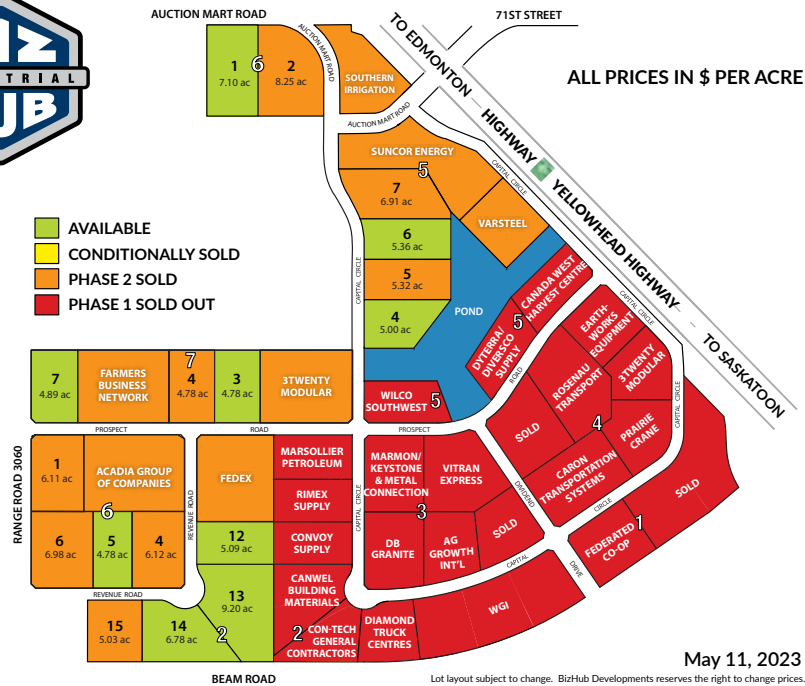 AUCTION MART ROAD
71ST STREET
TO EDMONTON
HIGHWAY
YELLOWHEAD HIGHWAY
TO SASKATOON
ALL PRICES IN $ PER ACRE
TRIAL
UB
1
7.10 ac
6
2
8.25 ac
AUCTION MART ROAD
SOUTHERN
IRRIGATION
AUCTION MART ROAD
SUNCOR ENERGY
5
CAPITAL CIRCLE
7
6.91 ac
VARSTEEL
6
5.36 ac
5
5.32 ac
4
5.00 ac
CAPITAL CIRCLE
POND
AVAILABLE
CONDITIONALLY SOLD
PHASE 2 SOLD
PHASE 1 SOLD OUT
CANADA WEST
HARVEST CENTRE
5
DYTERRA/
DIVERSCO
SUPPLY
ROAD
CAPITAL CIRCLE
EARTH-
WORKS
EQUIPMENT
3TWENTY
MODULAR
ROSENAU
TRANSPORT
CAPITAL CIRCLE
SOLD
4
PRAIRIE
CRANE
CARON
TRANSPORTATION
SYSTEMS
7
4.89 ac
FARMERS
BUSINESS
NETWORK
7
4
4.78 ac
3
4.78 ac
3TWENTY
MODULAR
WILCO
SOUTHWEST
5
PROSPECT
ROAD
PROSPECT
RANGE ROAD 3060
1
6.11 ac
ACADIA GROUP
OF COMPANIES
6
6
6.98 ac
5
4.78 ac
4
6.12 ac
REVENUE ROAD
REVENUE ROAD
FEDEX
12
5.09 ac
13
9.20 ac
15
5.03 ac
14
6.78 ac
2
MARSOLLIER
PETROLEUM
RIMEX
SUPPLY
CONVOY
SUPPLY
CANWEL
BUILDING
MATERIALS
2
CON-TECH
GENERAL
CONTRACTORS
CAPITAL CIRCLE
MARMON/
KEYSTONE
& METAL
CONNECTION
VITRAN
EXPRESS
3
DB
GRANITE
AG
GROWTH
INT'L
SOLD
DIVIDEND
DRIVE
CAPITAL
CIRCLE
DIAMOND
TRUCK
CENTRES
WGI
FEDERATED
CO-OP
1
SOLD
BEAM ROAD
May 11, 2023
Lot layout subject to change. BizHub Developments reserves the right to change prices.